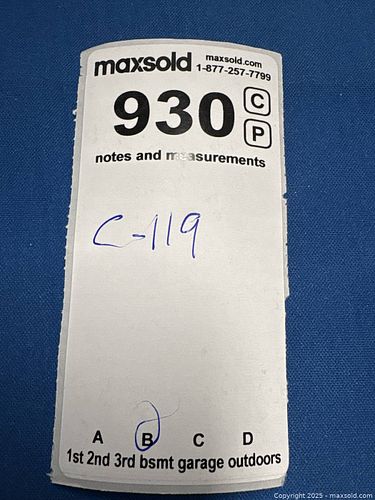 maxsold maxsold.com
1-877-257-7799
930 C
P
notes and measurements
C-119
2
A B C D
1st 2nd 3rd bsmt garage outdoors
Copyright 2025 - maxsold.com